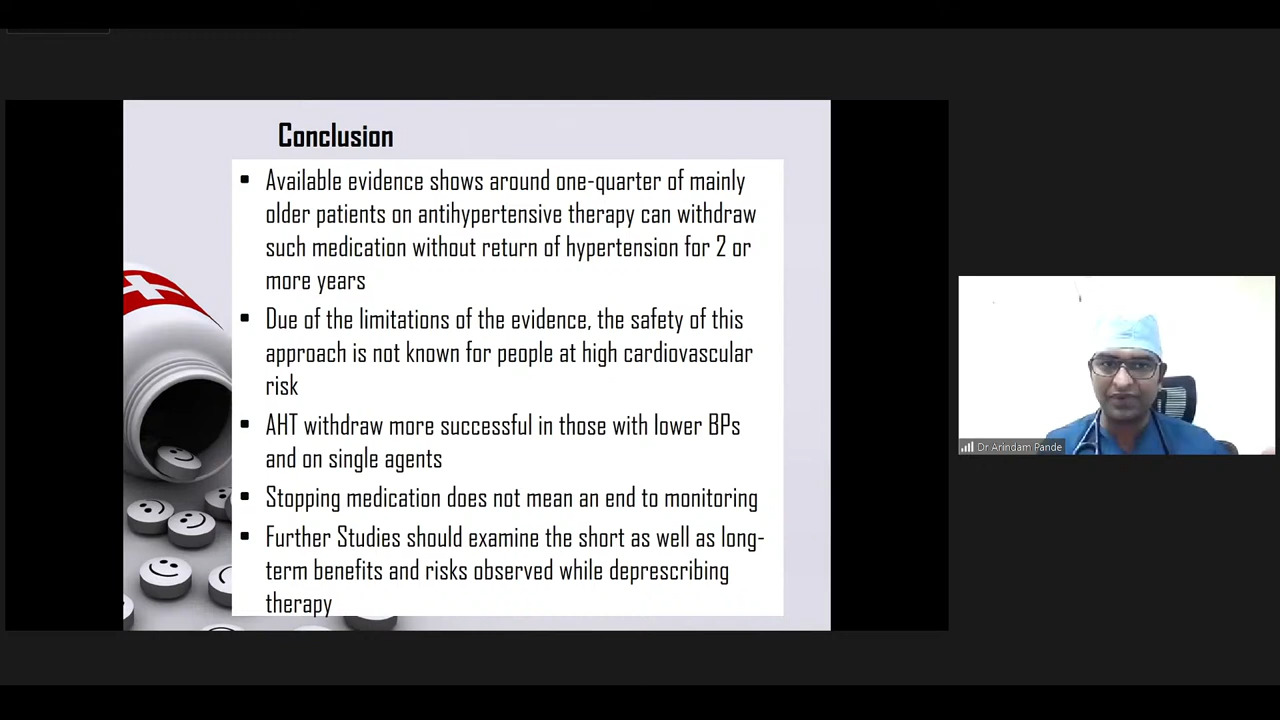 Conclusion
▪ Available evidence shows around one-quarter of mainly
older patients on antihypertensive therapy can withdraw
such medication without return of hypertension for 2 or
more years
▪ Due of the limitations of the evidence, the safety of this
approach is not known for people at high cardiovascular
risk
▪ AHT withdraw more successful in those with lower BPs
and on single agents
▪ Stopping medication does not mean an end to monitoring
▪ Further Studies should examine the short as well as long-
term benefits and risks observed while deprescribing
therapy
Dr Arindam Pande